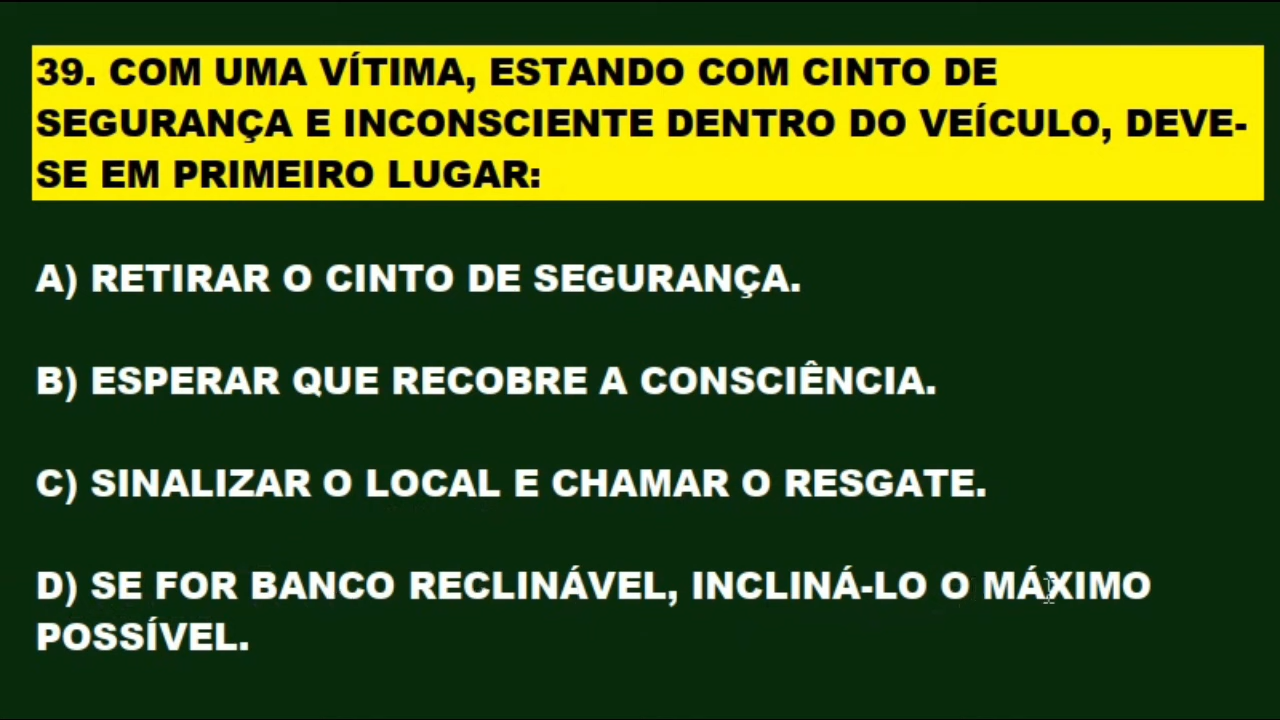 39. COM UMA VÍTIMA, ESTANDO COM CINTO DE
SEGURANÇA E INCONSCIENTE DENTRO DO VEÍCULO, DEVE-
SE EM PRIMEIRO LUGAR:
A) RETIRAR O CINTO DE SEGURANÇA.
B) ESPERAR QUE RECOBRE A CONSCIÊNCIA.
C) SINALIZAR O LOCAL E CHAMAR O RESGATE.
D) SE FOR BANCO RECLINÁVEL, INCLINÁ-LO O MÁXIMO
POSSÍVEL.